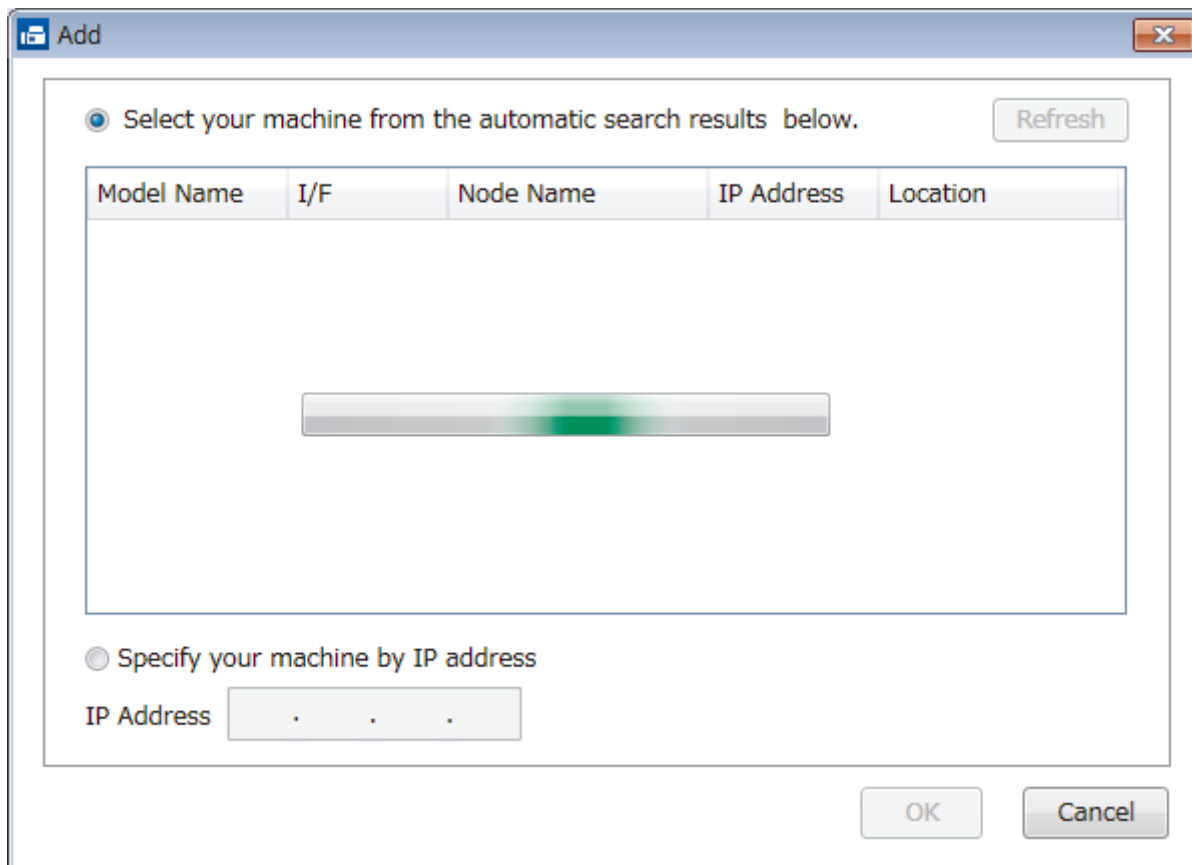 Add
Select your machine from the automatic search results  below. Refresh
Model Name I/F Node Name IP Address Location
Specify your machine by IP address
IP Address . . .
OK Cancel